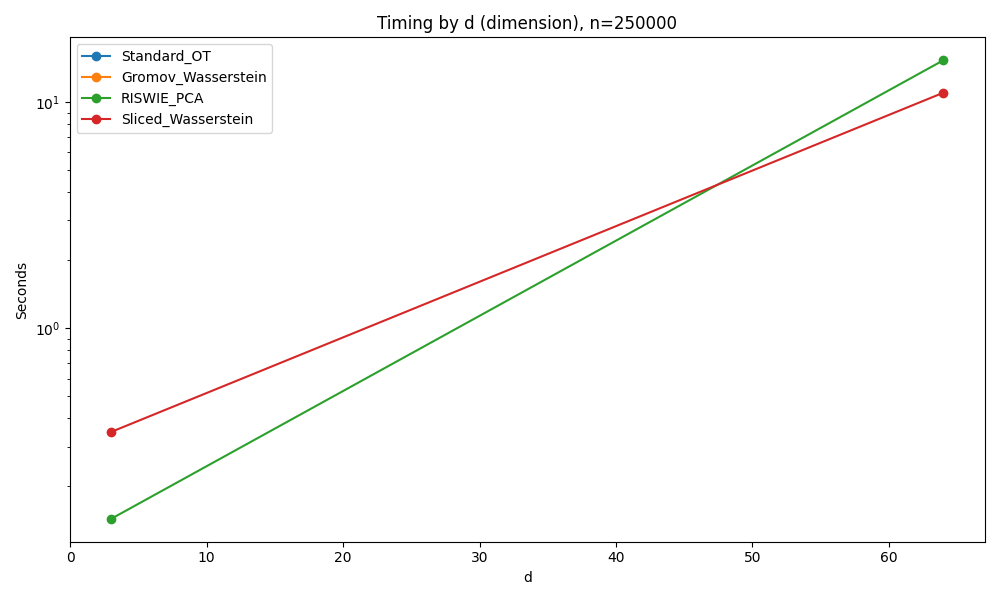 Timing by d (dimension), n=250000
Standard_OT
Gromov_Wasserstein
RISWIE_PCA
Sliced_Wasserstein
10¹
10⁰
Seconds
0 10 20 30 40 50 60
d